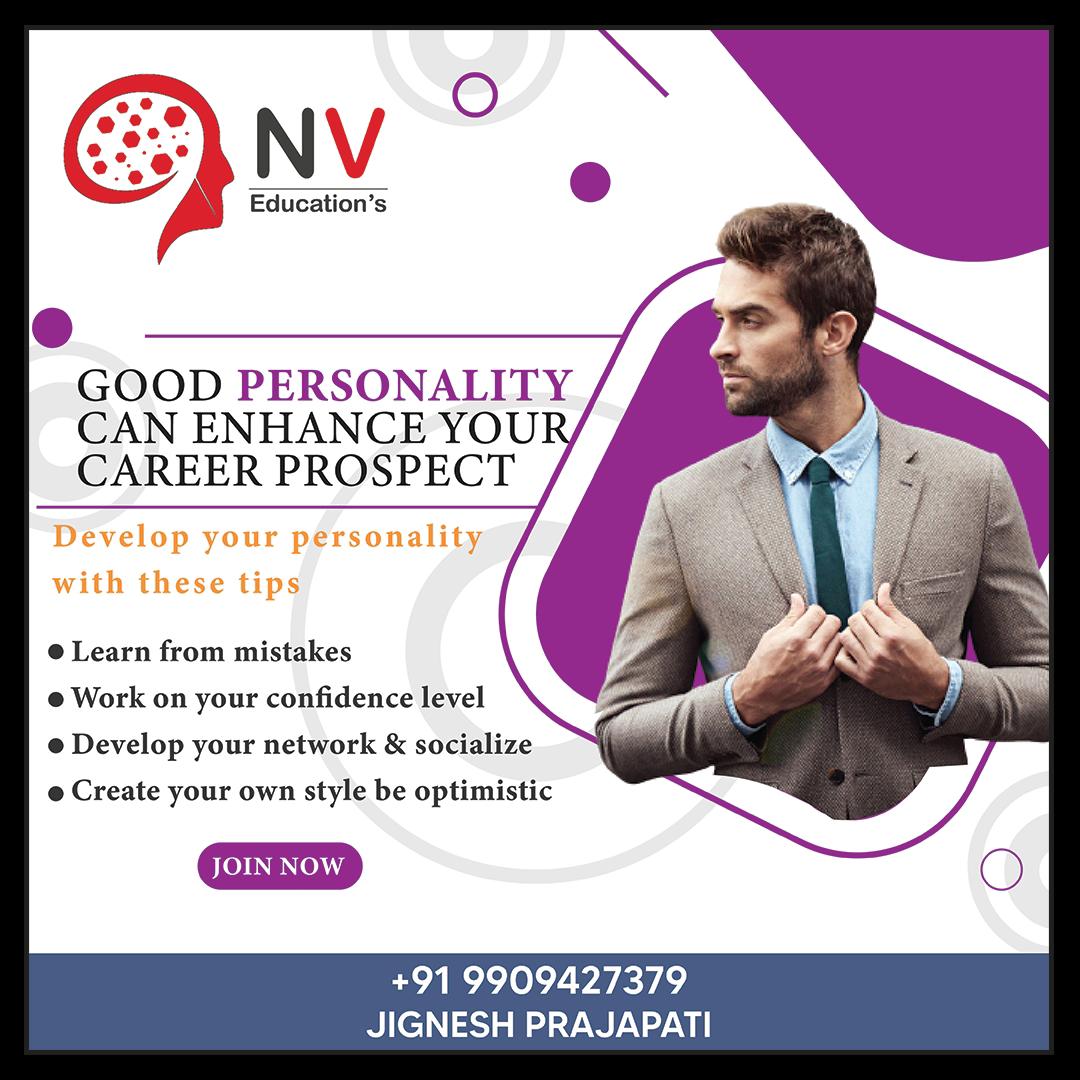 NV
Education's
GOOD PERSONALITY
CAN ENHANCE YOUR
CAREER PROSPECT
Develop your personality
with these tips
● Learn from mistakes
● Work on your confidence level
● Develop your network & socialize
● Create your own style be optimistic
JOIN NOW
+91 9909427379
JIGNESH PRAJAPATI